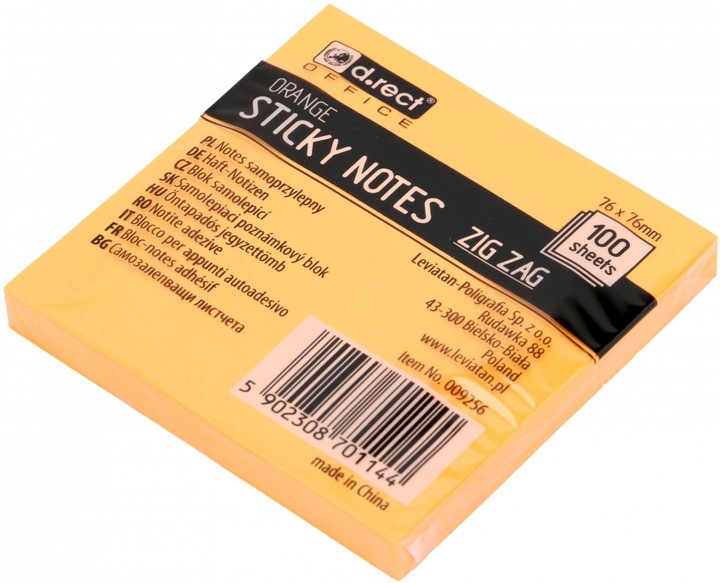 d.rect®
OFFICE
ORANGE
STICKY NOTES ZIG ZAG
76 x 76mm
100
sheets
PL Notes samoprzylepny
DE Haft-Notizen
CZ Blok samolepicí
SK Samolepiaci poznámkový blok
HU Öntapadós jegyzettömb
RO Notite adezive
IT Blocco per appunti autoadesivo
FR Bloc-notes adhésif
BG Самозалепващи листчета
Leviatan-Poligrafia Sp. z o.o.
Rudawka 88
43-300 Bielsko-Biała
Poland
www.leviatan.pl
Item No. 009256
5 902308 701144
made in China